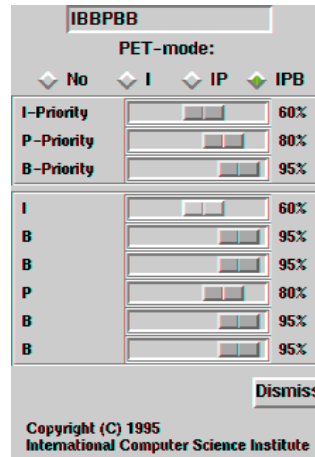 IBBPBB
PET-mode:
No I IP IPB
I-Priority 60%
P-Priority 80%
B-Priority 95%
I 60%
B 95%
B 95%
P 80%
B 95%
B 95%
Dismiss
Copyright (C) 1995
International Computer Science Institute